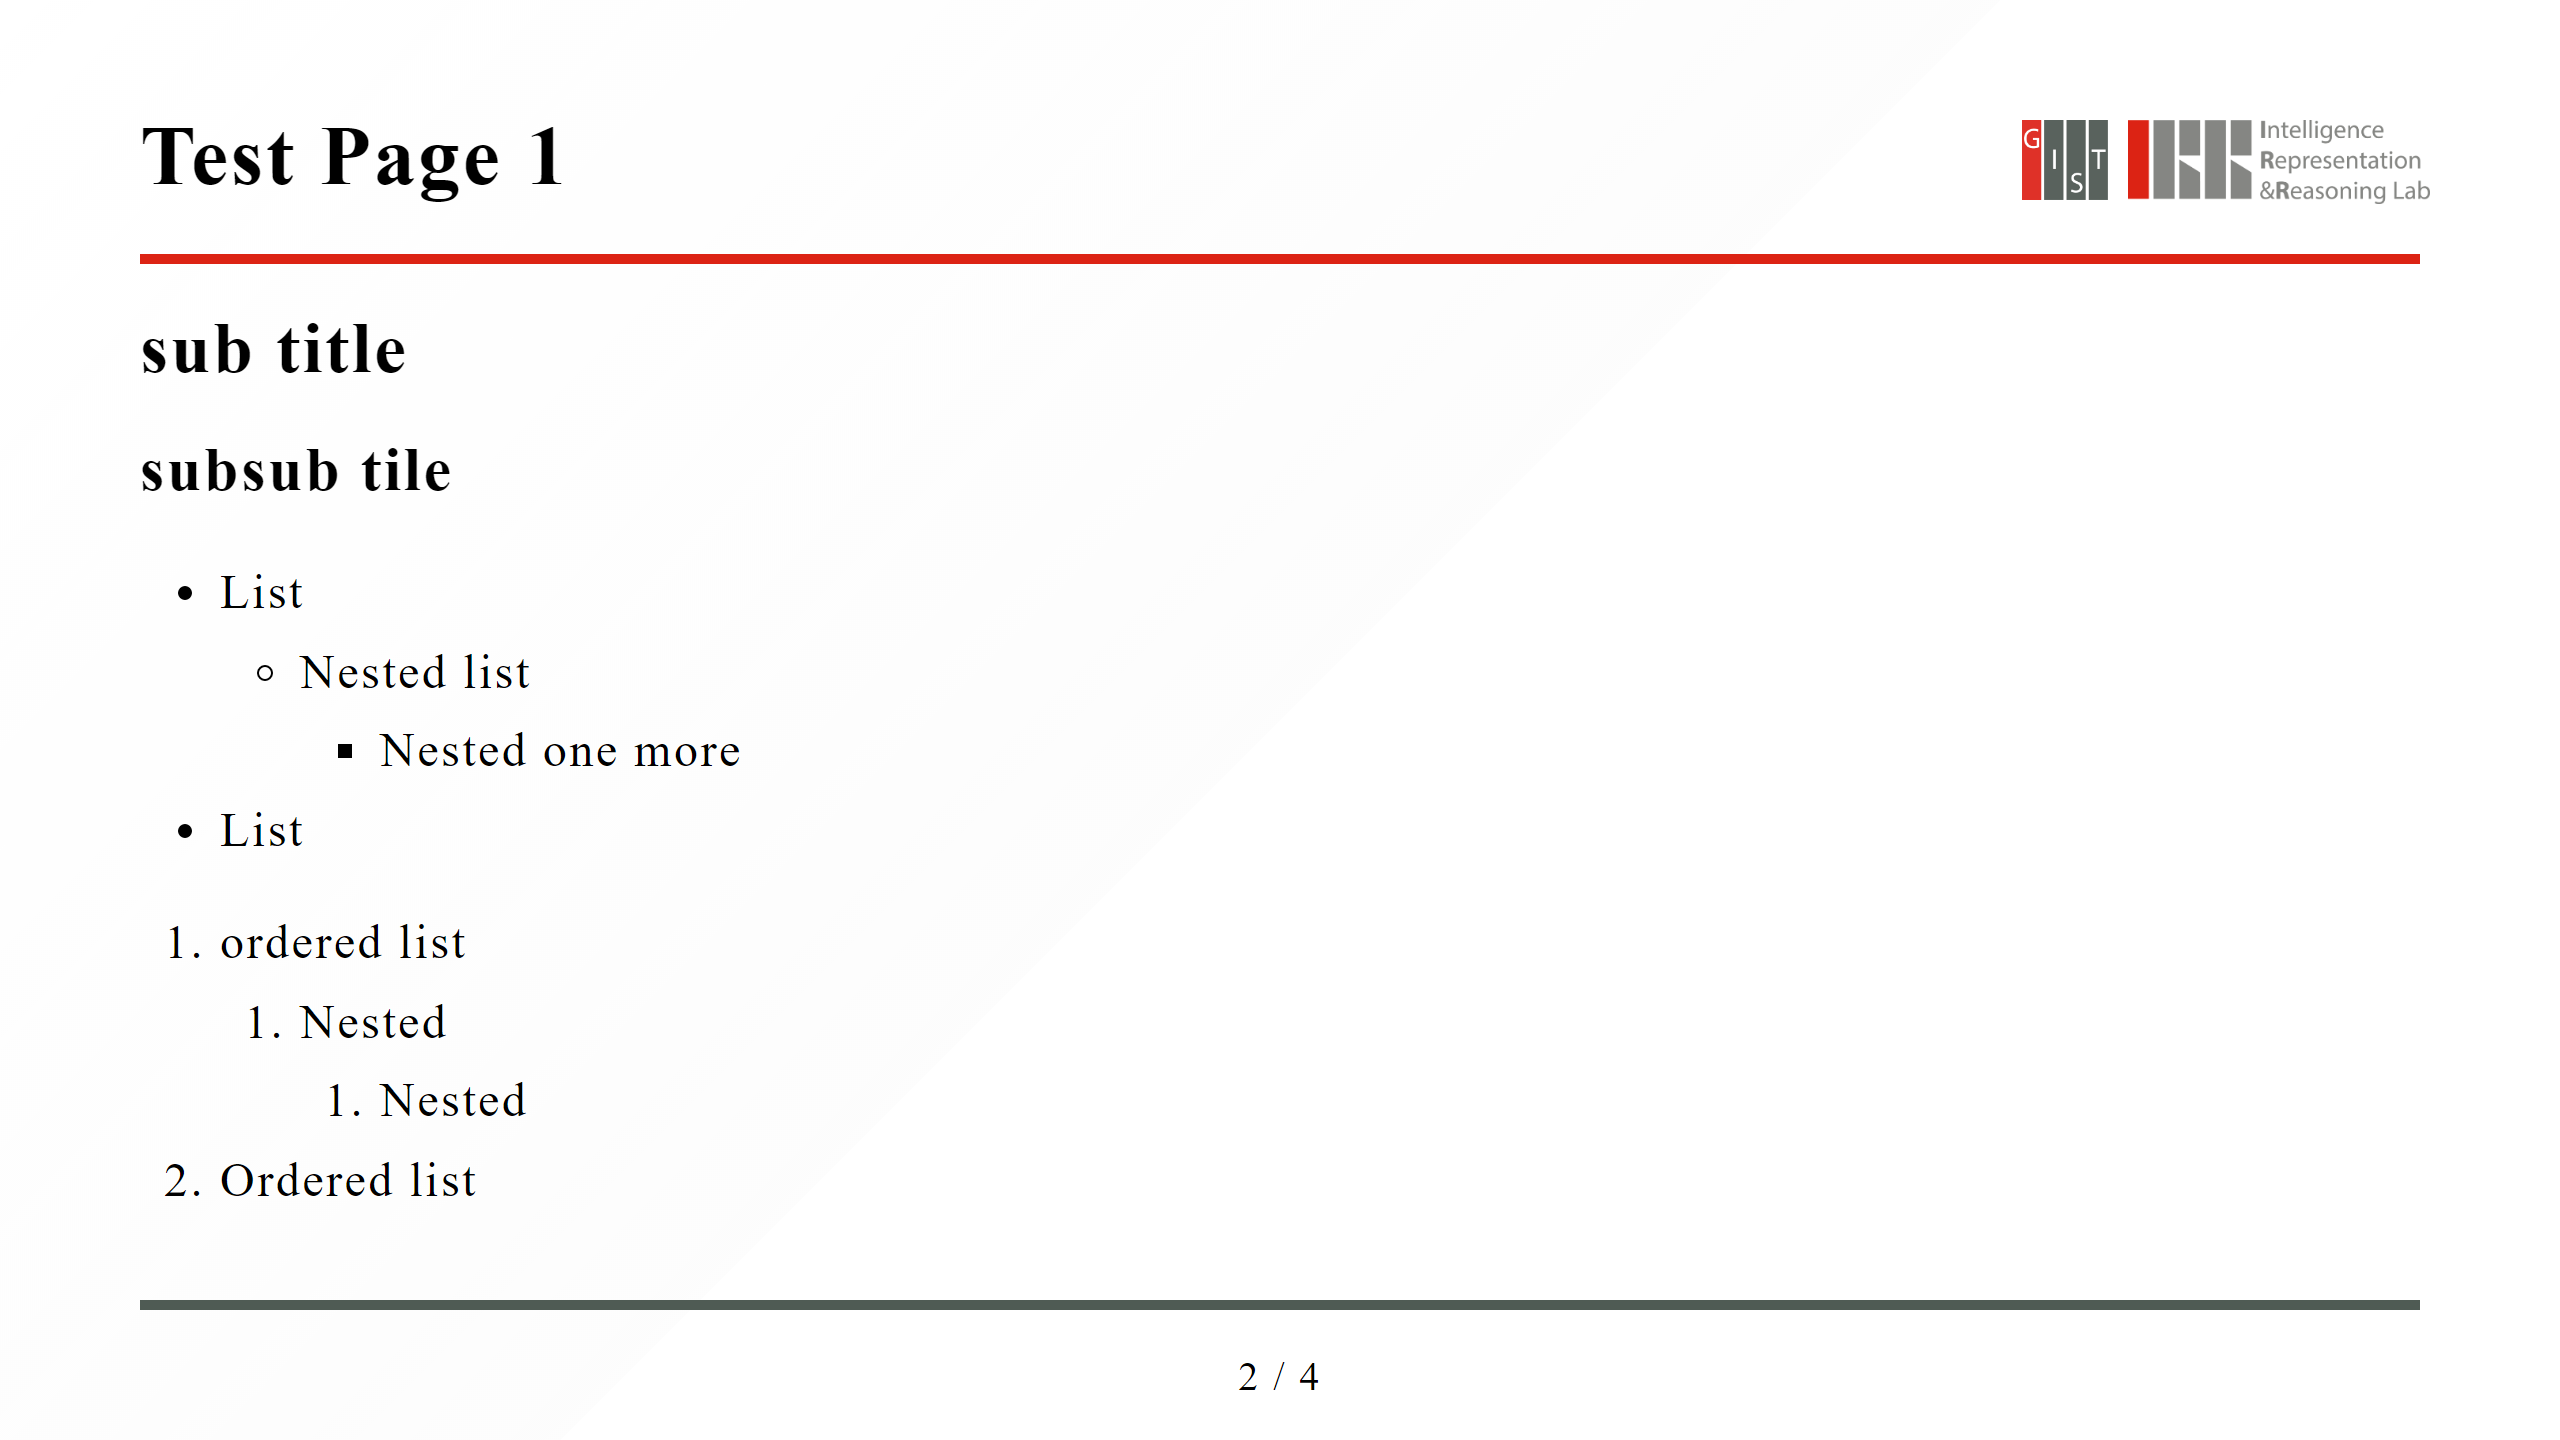 Test Page 1
GIST
Intelligence
Representation
&Reasoning Lab
sub title
subsub tile
• List
◦ Nested list
▪ Nested one more
• List
1. ordered list
1. Nested
1. Nested
2. Ordered list
2 / 4